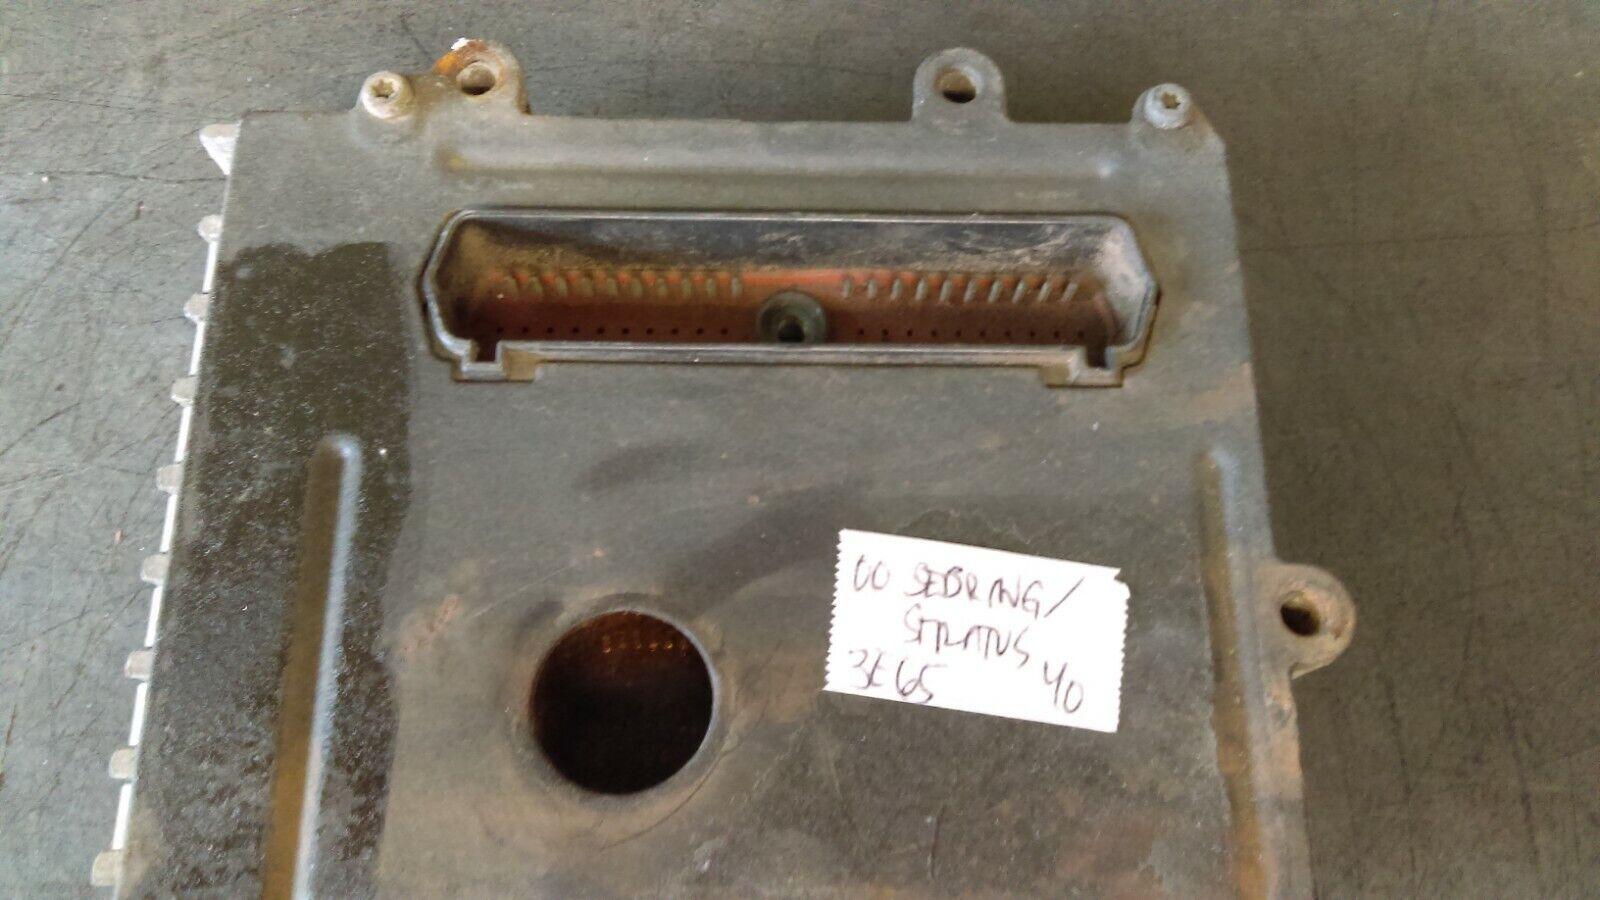 00 SEBRING/
STRATUS
3E65 40